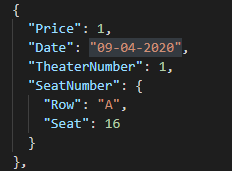 {
"Price": 1,
"Date": "09-04-2020",
"TheaterNumber": 1,
"SeatNumber": {
"Row": "A",
"Seat": 16
}
},